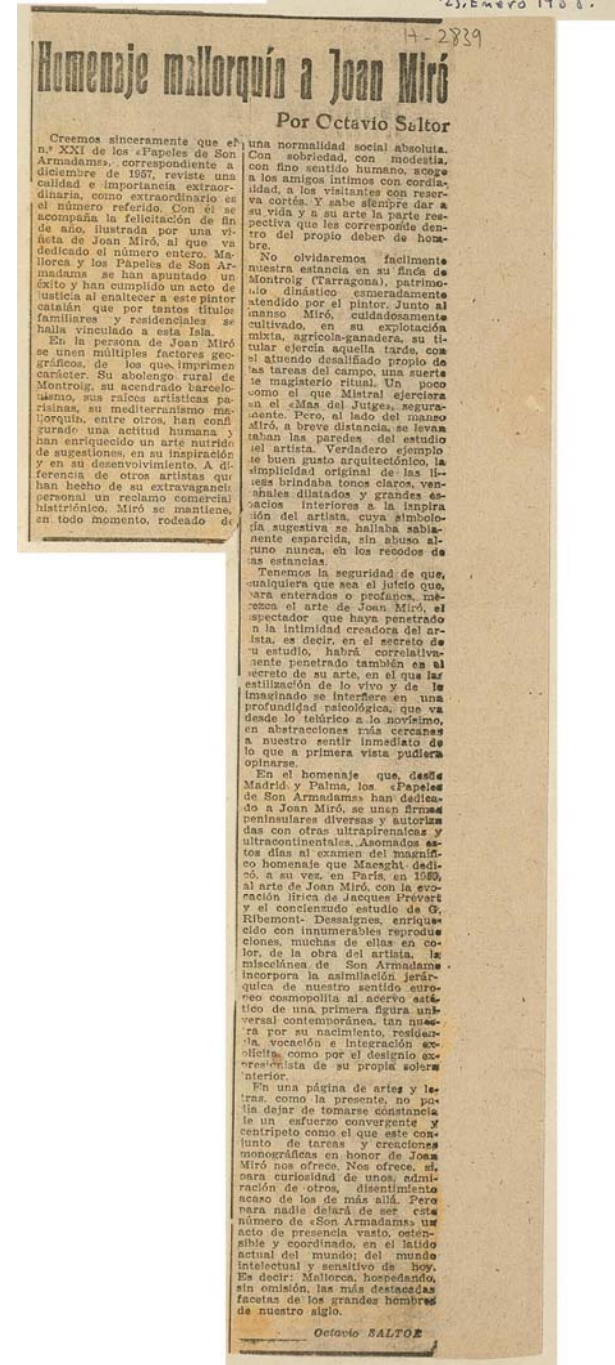 23, Enero 1958.
H-2839
Homenaje mallorquín a Joan Miró
Por Octavio Saltor
Creemos sinceramente que el
n.º XXI de los «Papeles de Son
Armadams», correspondiente a
diciembre de 1957, reviste una
calidad e importancia extraor-
dinaria, como extraordinario es
el número referido. Con él se
acompaña la felicitación de fin
de año, ilustrada por una vi-
ñeta de Joan Miró, al que va
dedicado el número entero. Ma-
llorca y los Papeles de Son Ar-
madams se han apuntado un
éxito y han cumplido un acto de
justicia al enaltecer a este pintor
catalán que por tantos títulos
familiares y residenciales se
halla vinculado a esta Isla.
En la persona de Joan Miró
se unen múltiples factores geo-
gráficos, de los que imprimen
carácter. Su abolengo rural de
Montroig, su acendrado barcelo-
nismo, sus raíces artísticas pa-
risinas, su mediterranismo ma-
llorquín, entre otros, han confi
gurado una actitud humana y
han enriquecido un arte nutrido
de sugestiones, en su inspiración
y en su desenvolvimiento. A di-
ferencia de otros artistas que
han hecho de su extravagancia
personal un reclamo comercial
histriónico, Miró se mantiene,
en todo momento, rodeado de
una normalidad social absoluta.
Con sobriedad, con modestia,
con fino sentido humano, acoge
a los amigos íntimos con cordia-
lidad, a los visitantes con reser-
va cortés. Y sabe siempre dar a
su vida y a su arte la parte res-
pectiva que les corresponde den-
tro del propio deber de hom-
bre.
No olvidaremos facilmente
nuestra estancia en su finca de
Montroig (Tarragona), patrimo-
nio dinástico esmeradamente
atendido por el pintor. Junto al
manso Miró, cuidadosamente
cultivado, en su explotación
mixta, agrícola-ganadera, su ti-
tular ejercía aquella tarde, con
el atuendo desaliñado propio de
las tareas del campo, una suerte
de magisterio ritual. Un poco
como el que Mistral ejerciera
en el «Mas del Jutge», segura-
mente. Pero, al lado del manso
Miró, a breve distancia, se levan
taban las paredes del estudio
del artista. Verdadero ejemplo
de buen gusto arquitectónico, la
simplicidad original de las lí-
neas brindaba tonos claros, ven-
tanales dilatados y grandes es-
pacios interiores a la isnpira
ción del artista, cuya simbolo-
gía sugestiva se hallaba sabia-
mente esparcida, sin abuso al-
guno nunca, en los recodos de
las estancias.
Tenemos la seguridad de que,
cualquiera que sea el juicio que,
para enterados o profanos, me-
rezca el arte de Joan Miró, el
espectador que haya penetrado
en la intimidad creadora del ar-
tista, es decir, en el secreto de
su estudio, habrá correlativa-
mente penetrado también en el
secreto de su arte, en el que las
estilización de lo vivo y de lo
imaginado se interfiere en una
profundidad psicológica, que va
desde lo telúrico a lo novísimo,
en abstracciones más cercanas
a nuestro sentir inmediato de
lo que a primera vista pudiera
opinarse.
En el homenaje que, desde
Madrid y Palma, los «Papeles
de Son Armadams» han dedica-
do a Joan Miró, se unen firmas
peninsulares diversas y autoriza
das con otras ultrapirenaicas y
ultracontinentales. Asomados es-
tos días al examen del magnífi-
co homenaje que Maeght dedi-
có, a su vez, en París, en
al arte de Joan Miró, con la evo-
cación lírica de Jacques Prévert
y el concienzudo estudio de G.
Ribemont- Dessaignes, enrique-
cido con innumerables reproduc
ciones, muchas de ellas en co-
lor, de la obra del artista, la
miscelánea de Son Armadams
incorpora la asimilación jerár-
quica de nuestro sentido euro-
peo cosmopolita al acervo esté-
tico de una primera figura uni-
versal contemporánea, tan nues-
tra por su nacimiento, residen-
cia, vocación e integración ex-
plícita, como por el designio ex-
presionista de su propia solera
interior.
En una página de artes y le-
tras, como la presente, no po-
día dejar de tomarse constancia
de un esfuerzo convergente y
centrípeto como el que este con-
junto de tareas y creaciones
monográficas en honor de Joan
Miró nos ofrece. Nos ofrece, sí,
para curiosidad de unos, admi-
ración de otros, disentimiento
acaso de los de más allá. Pero
para nadie dejará de ser este
número de «Son Armadams» un
acto de presencia vasto, osten-
sible y coordinado, en el latido
actual del mundo; del mundo
intelectual y sensitivo de hoy.
Es decir: Mallorca, hospedando,
sin omisión, las más destacadas
facetas de los grandes hombres
de nuestro siglo.
Octavio SALTOR